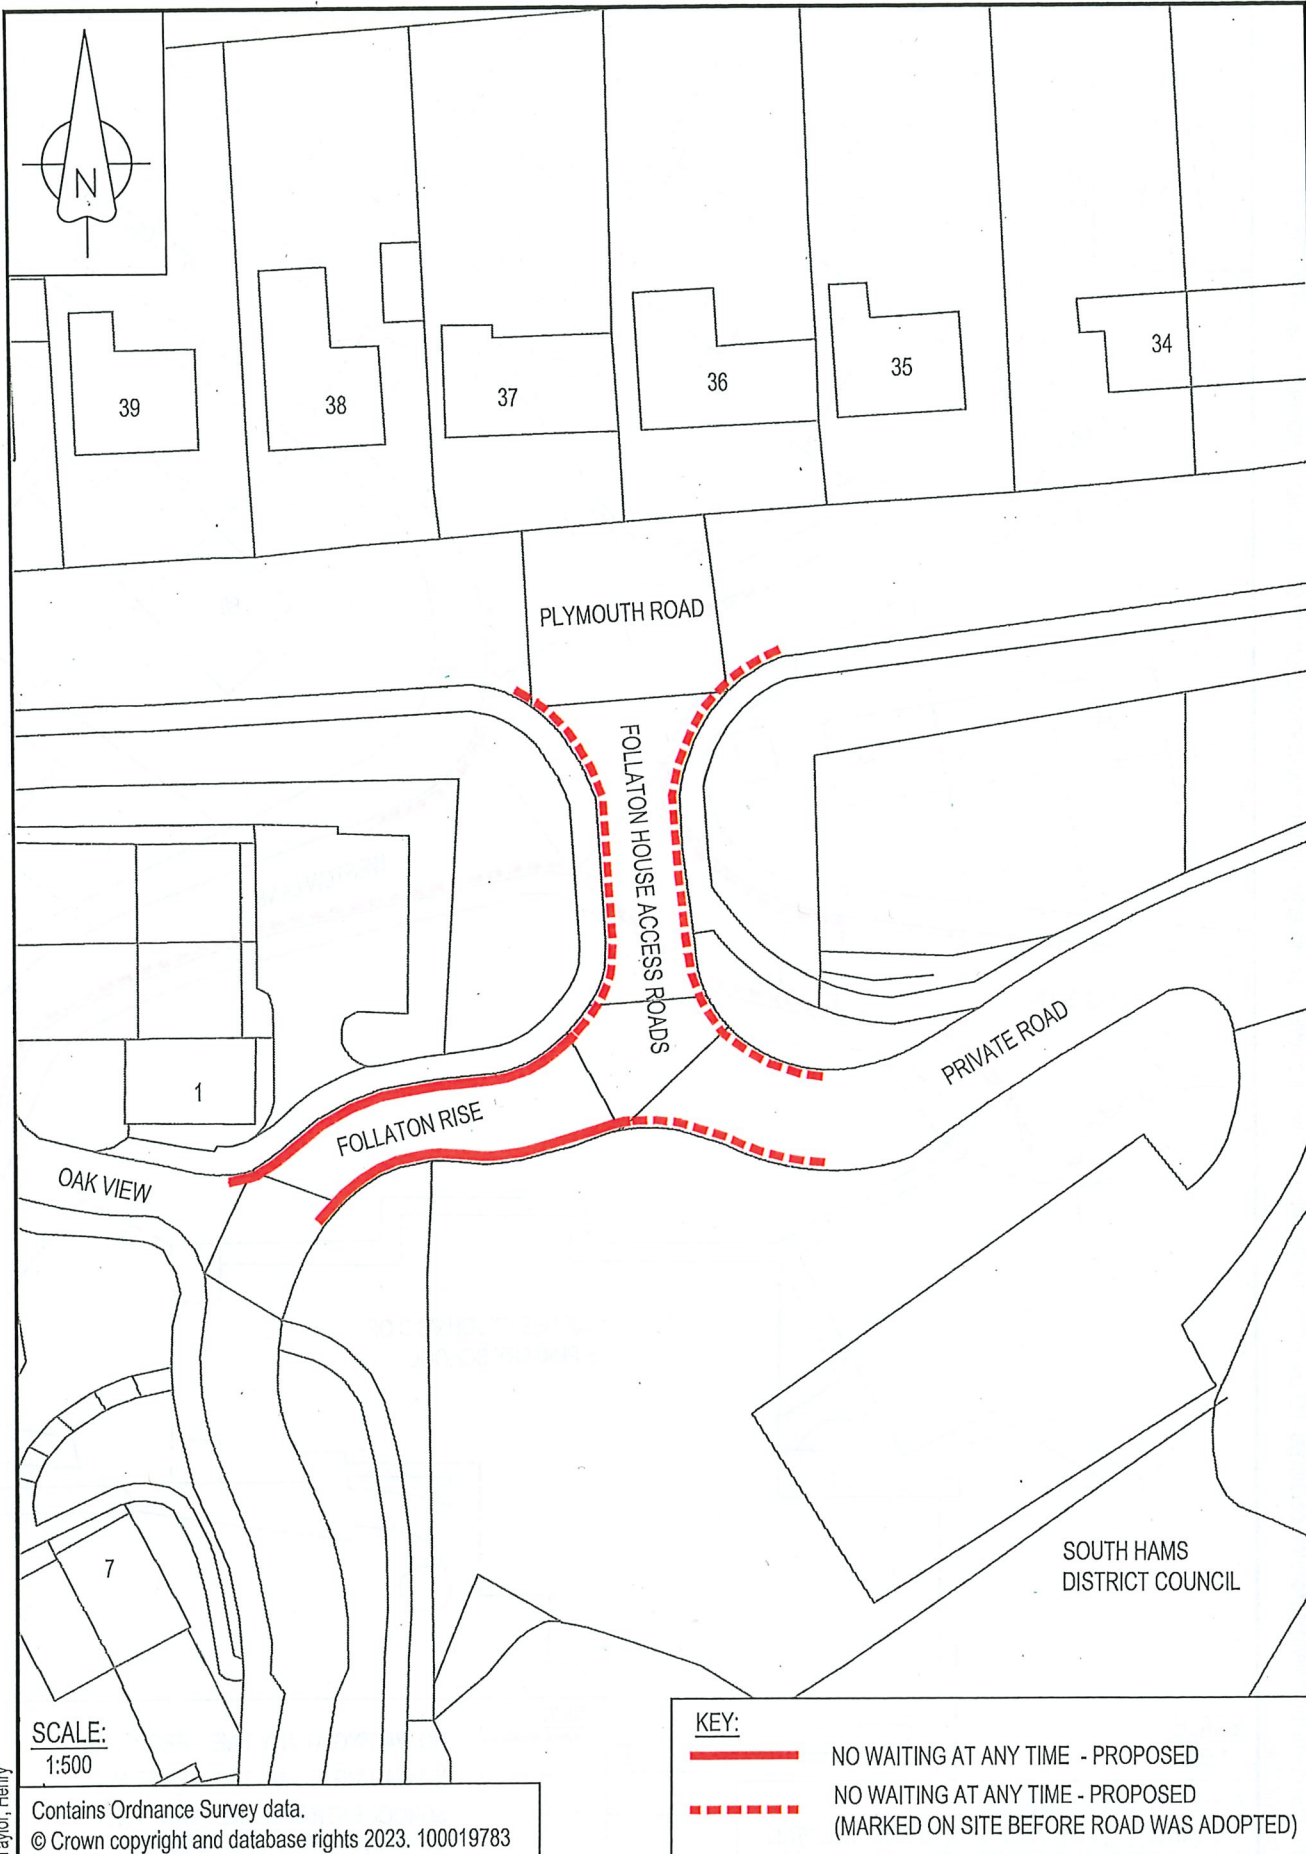 N
39
38
37
36
35
34
PLYMOUTH ROAD
FOLLATON HOUSE ACCESS ROADS
PRIVATE ROAD
1
FOLLATON RISE
OAK VIEW
7
SOUTH HAMS
DISTRICT COUNCIL
SCALE:
1:500
Contains Ordnance Survey data.
© Crown copyright and database rights 2023. 100019783
KEY:
NO WAITING AT ANY TIME - PROPOSED
NO WAITING AT ANY TIME - PROPOSED
(MARKED ON SITE BEFORE ROAD WAS ADOPTED)
Taylor, Henry